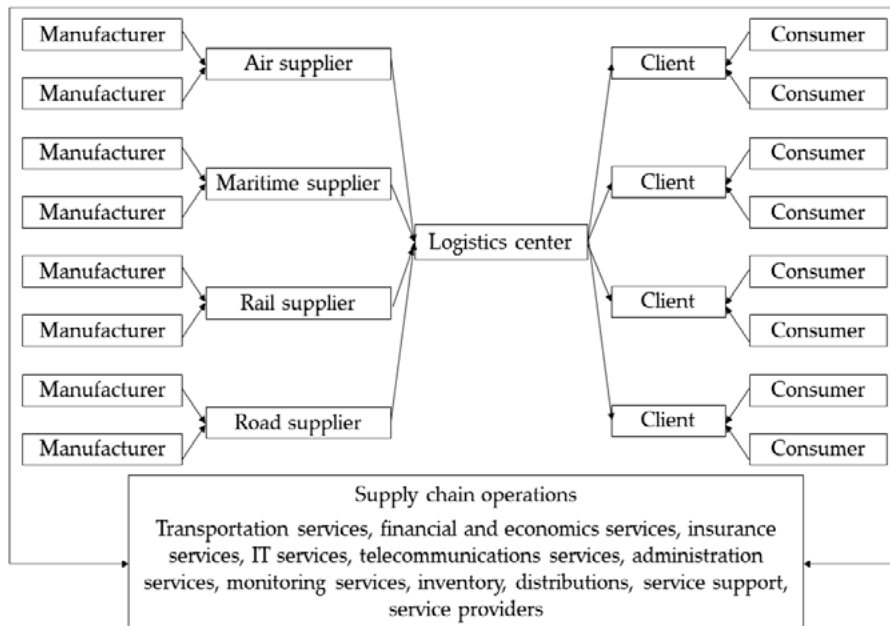 Manufacturer
Consumer
Air supplier
Client
Manufacturer
Consumer
Manufacturer
Consumer
Maritime supplier
Client
Manufacturer
Consumer
Logistics center
Manufacturer
Consumer
Rail supplier
Client
Manufacturer
Consumer
Manufacturer
Consumer
Road supplier
Client
Manufacturer
Consumer
Supply chain operations
Transportation services, financial and economics services, insurance
services, IT services, telecommunications services, administration
services, monitoring services, inventory, distributions, service support,
service providers